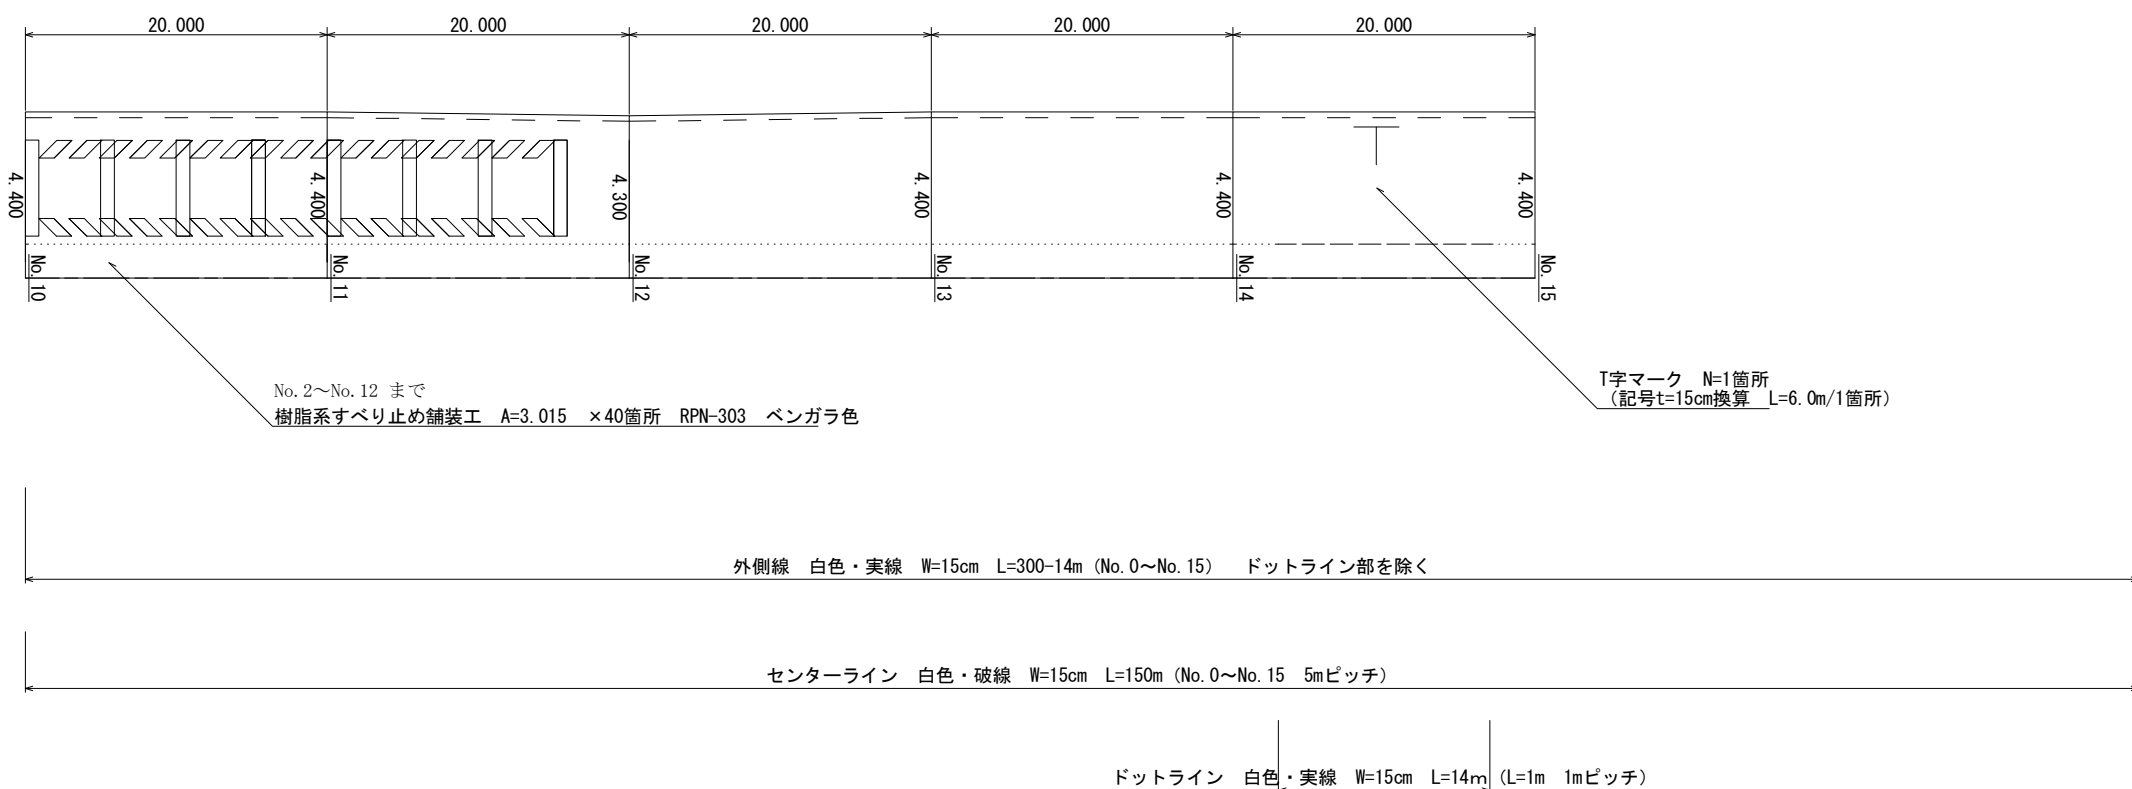 20.000
20.000
20.000
20.000
20.000
4.400
4.400
4.300
4.400
4.400
4.400
No.10
No.11
No.12
No.13
No.14
No.15
No.2～No.12 まで
樹脂系すべり止め舗装工　A=3.015　×40箇所　RPN-303　ベンガラ色
T字マーク　N=1箇所
（記号t=15cm換算　L=6.0m/1箇所）
外側線　白色・実線　W=15cm　L=300-14m（No.0～No.15）　ドットライン部を除く
センターライン　白色・破線　W=15cm　L=150m（No.0～No.15　5mピッチ）
ドットライン　白色・実線　W=15cm　L=14m（L=1m　1mピッチ）